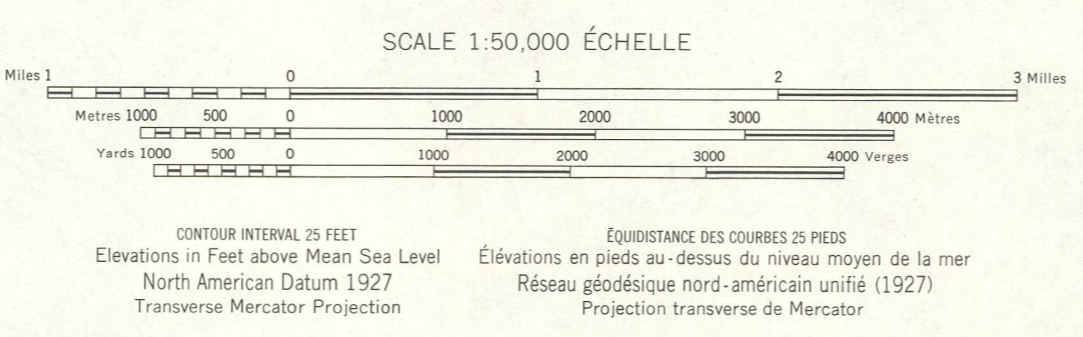 SCALE 1:50,000 ÉCHELLE
Miles 1 0 1 2 3 Milles
Metres 1000 500 0 1000 2000 3000 4000 Mètres
Yards 1000 500 0 1000 2000 3000 4000 Verges
CONTOUR INTERVAL 25 FEET
Elevations in Feet above Mean Sea Level
North American Datum 1927
Transverse Mercator Projection
ÉQUIDISTANCE DES COURBES 25 PIEDS
Élévations en pieds au-dessus du niveau moyen de la mer
Réseau géodésique nord-américain unifié (1927)
Projection transverse de Mercator